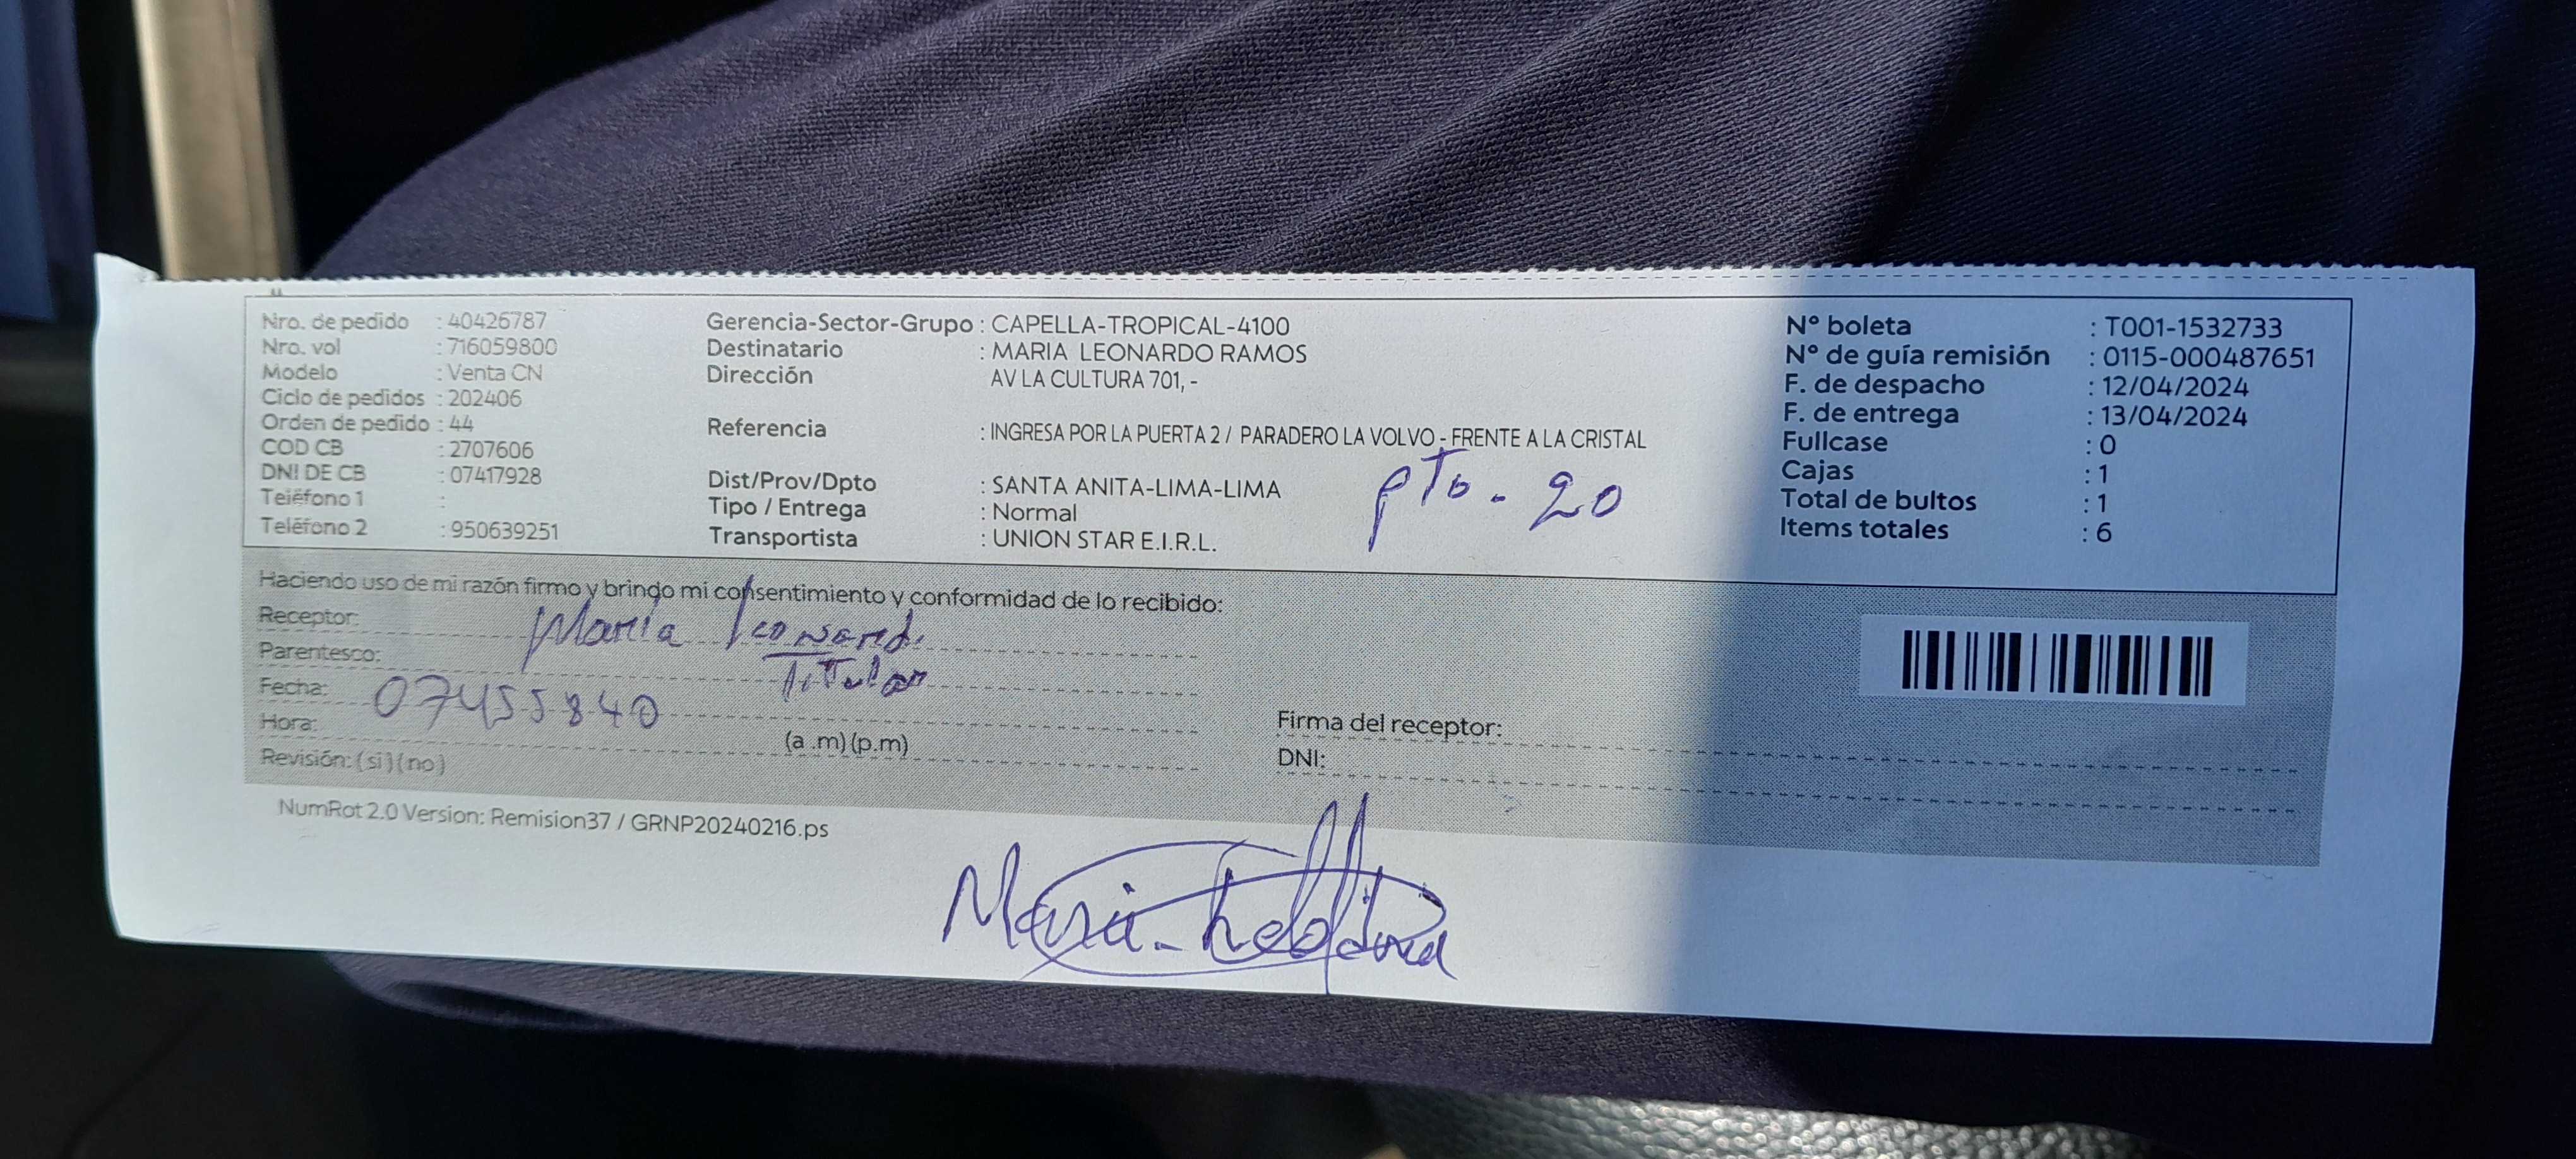 Nro. de pedido : 40426787
Nro. vol : 716059800
Modelo : Venta CN
Ciclo de pedidos : 202406
Orden de pedido : 44
COD CB : 2707606
DNI DE CB : 07417928
Teléfono 1 :
Teléfono 2 : 950639251
Gerencia-Sector-Grupo : CAPELLA-TROPICAL-4100
Destinatario : MARIA LEONARDO RAMOS
Dirección AV LA CULTURA 701, -
Referencia : INGRESA POR LA PUERTA 2 / PARADERO LA VOLVO - FRENTE A LA CRISTAL
Dist/Prov/Dpto : SANTA ANITA-LIMA-LIMA
Tipo / Entrega : Normal
Transportista : UNION STAR E.I.R.L.
pTo - 20
N° boleta : T001-1532733
N° de guía remisión : 0115-000487651
F. de despacho : 12/04/2024
F. de entrega : 13/04/2024
Fullcase : 0
Cajas : 1
Total de bultos : 1
Items totales : 6
Haciendo uso de mi razón firmo y brindo mi consentimiento y conformidad de lo recibido:
Receptor: Maria
Parentesco: Titular
Fecha: 07455840
Hora: (a .m) (p.m)
Revisión: (si) (no)
Firma del receptor:
DNI:
NumRot 2.0 Version: Remision37 / GRNP20240216.ps
Maria